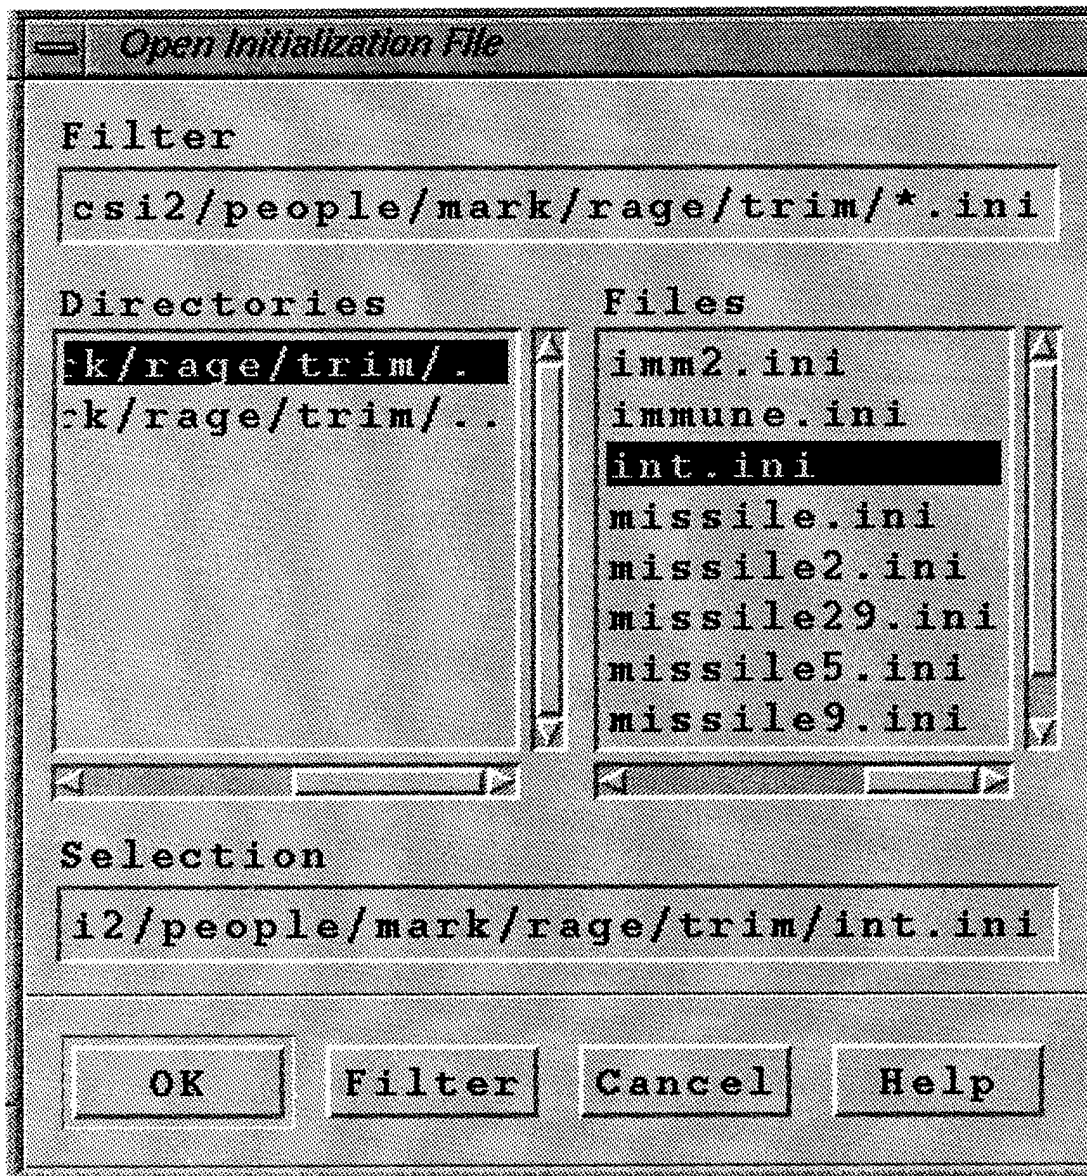 Open Initialization File
Filter
csi2/people/mark/rage/trim/*.ini
Directories
rk/rage/trim/.
rk/rage/trim/..
Files
imm2.ini
immune.ini
int.ini
missile.ini
missile2.ini
missile29.ini
missile5.ini
missile9.ini
Selection
i2/people/mark/rage/trim/int.ini
OK Filter Cancel Help